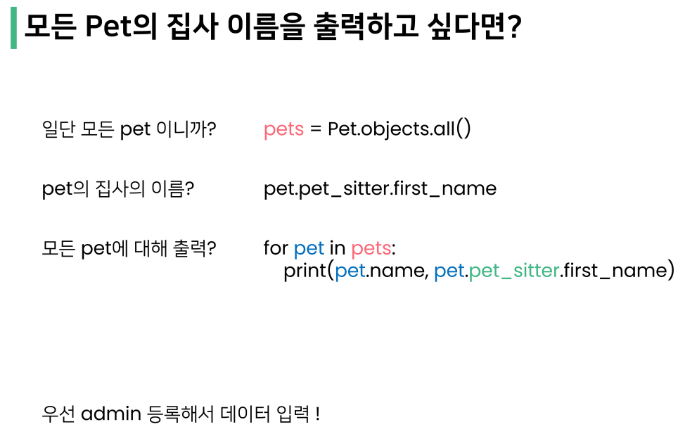 모든 Pet의 집사 이름을 출력하고 싶다면?
일단 모든 pet 이니까? pets = Pet.objects.all()
pet의 집사의 이름? pet.pet_sitter.first_name
모든 pet에 대해 출력? for pet in pets:
print(pet.name, pet.pet_sitter.first_name)
우선 admin 등록해서 데이터 입력 !